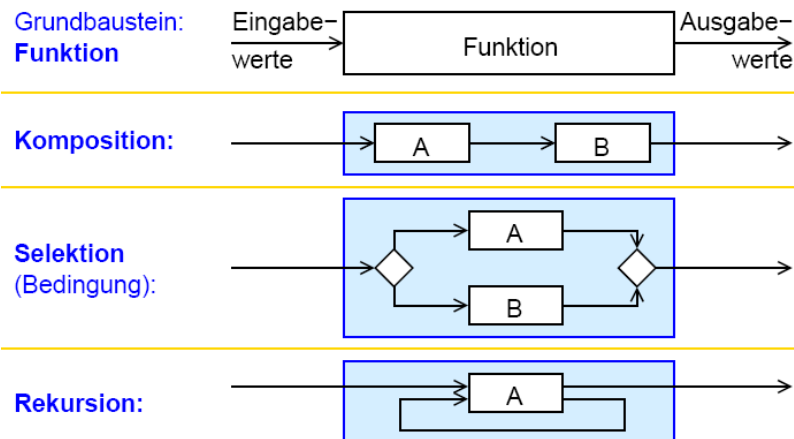 Grundbaustein:
Funktion
Eingabe–
werte
Funktion
Ausgabe–
werte
Komposition:
A
B
Selektion
(Bedingung):
A
B
Rekursion:
A